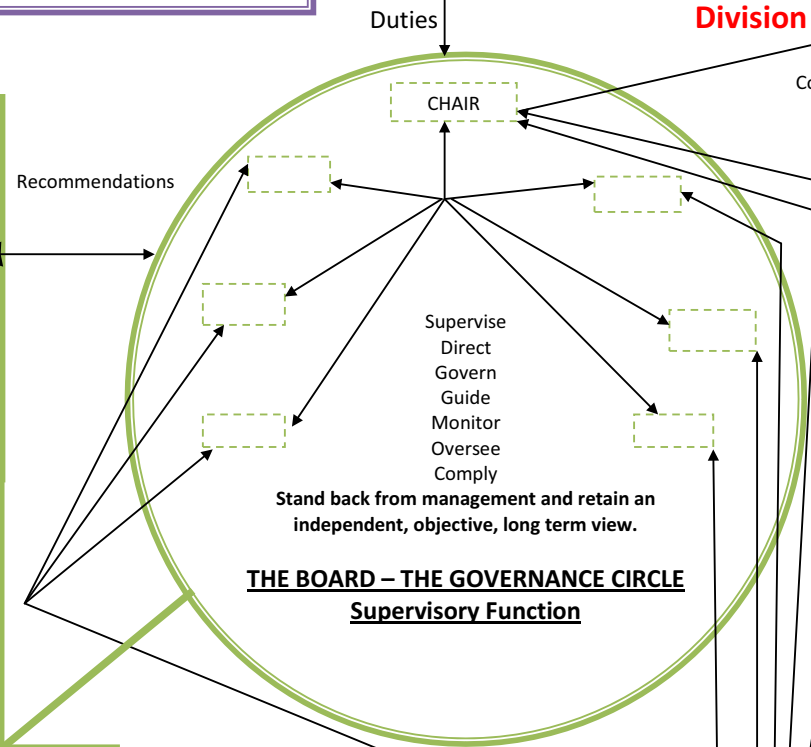 Duties
Division
Co
CHAIR
Recommendations
Supervise
Direct
Govern
Guide
Monitor
Oversee
Comply
Stand back from management and retain an
independent, objective, long term view.
THE BOARD – THE GOVERNANCE CIRCLE
Supervisory Function